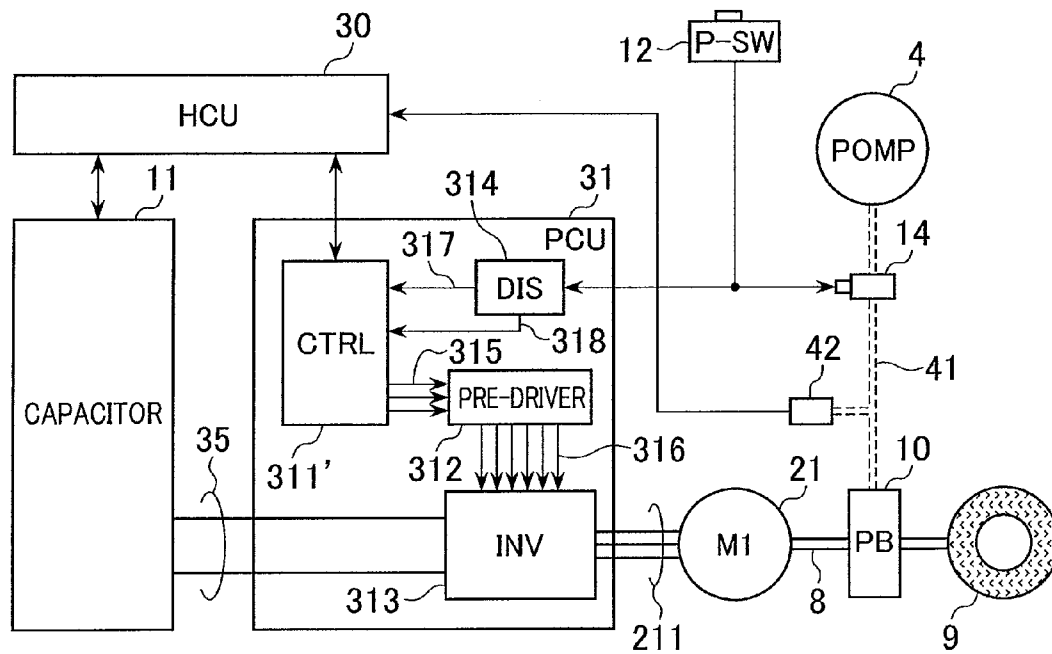 30
12
P-SW
4
HCU
POMP
11
314
31
PCU
14
317
DIS
CTRL
318
315
42
41
PRE-DRIVER
CAPACITOR
35
311’
312
316
21
10
INV
M1
PB
313
211
8
9